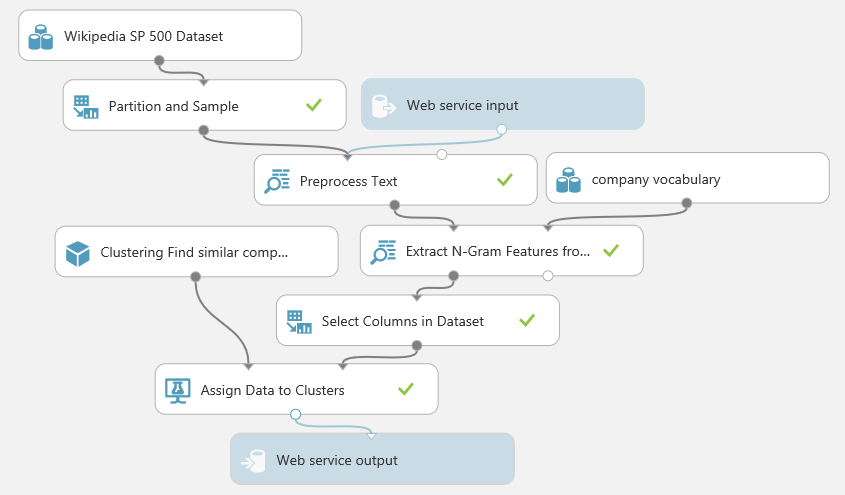 Wikipedia SP 500 Dataset
Partition and Sample
Web service input
Preprocess Text
company vocabulary
Clustering Find similar comp...
Extract N-Gram Features fro...
Select Columns in Dataset
Assign Data to Clusters
Web service output